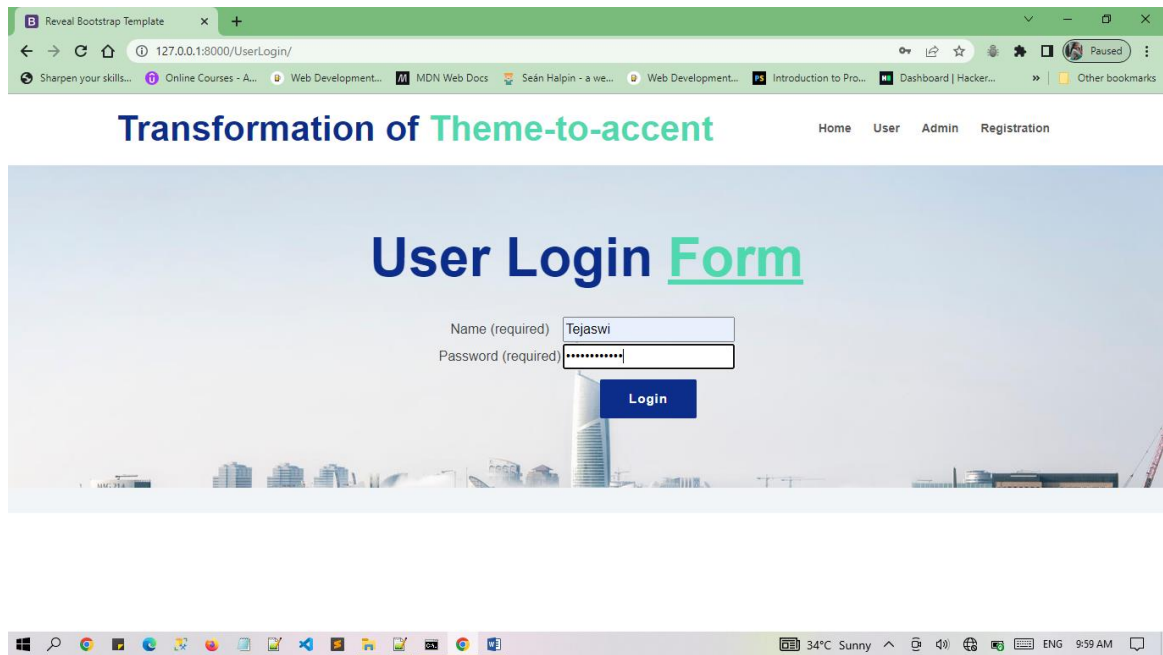 Reveal Bootstrap Template
127.0.0.1:8000/UserLogin/
Paused
Sharpen your skills... Online Courses - A... Web Development... MDN Web Docs Seán Halpin - a we... Web Development... Introduction to Pro... Dashboard | Hacker... » Other bookmarks
Transformation of Theme-to-accent
Home User Admin Registration
User Login Form
Name (required) Tejaswi
Password (required) ••••••••••••
Login
34°C Sunny ENG 9:59 AM